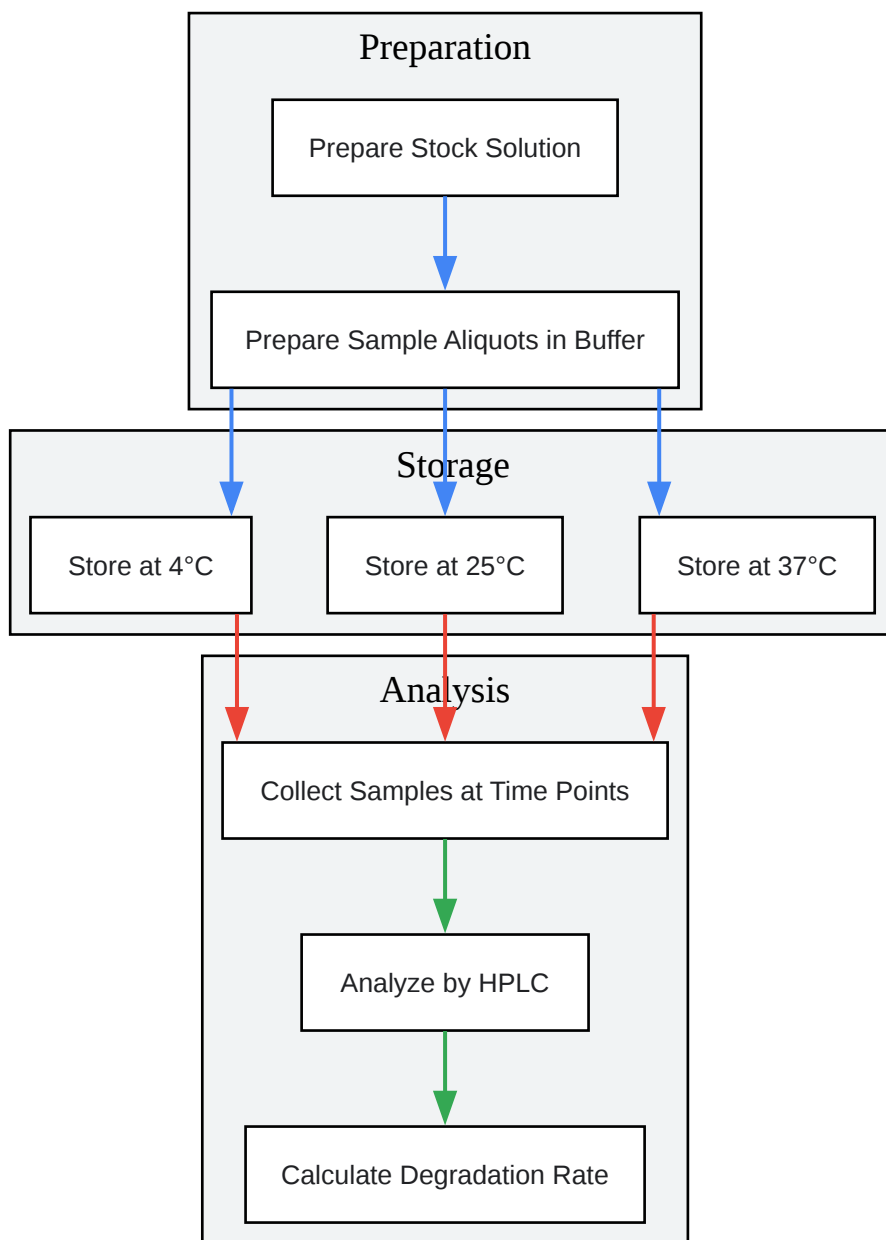 Preparation
Prepare Stock Solution
Prepare Sample Aliquots in Buffer
Storage
Store at 4°C
Store at 25°C
Store at 37°C
Analysis
Collect Samples at Time Points
Analyze by HPLC
Calculate Degradation Rate